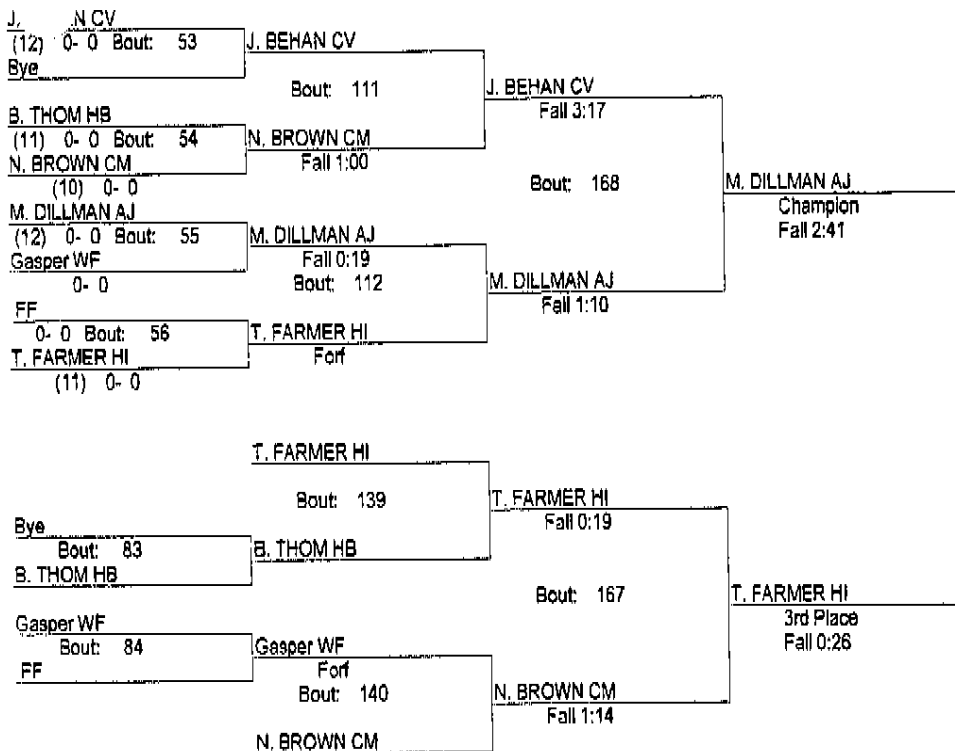 J. N CV
(12) 0- 0 Bout: 53
Bye
J. BEHAN CV
Bout: 111
B. THOM HB
(11) 0- 0 Bout: 54
N. BROWN CM
(10) 0- 0
N. BROWN CM
Fall 1:00
J. BEHAN CV
Fall 3:17
Bout: 168
M. DILLMAN AJ
(12) 0- 0 Bout: 55
Gasper WF
0- 0
M. DILLMAN AJ
Fall 0:19
Bout: 112
FF
0- 0 Bout: 56
T. FARMER HI
(11) 0- 0
T. FARMER HI
Forf
M. DILLMAN AJ
Fall 1:10
M. DILLMAN AJ
Champion
Fall 2:41
T. FARMER HI
Bout: 139
Bye
Bout: 83
B. THOM HB
B. THOM HB
T. FARMER HI
Fall 0:19
Bout: 167
Gasper WF
Bout: 84
FF
Gasper WF
Forf
Bout: 140
N. BROWN CM
N. BROWN CM
Fall 1:14
T. FARMER HI
3rd Place
Fall 0:26